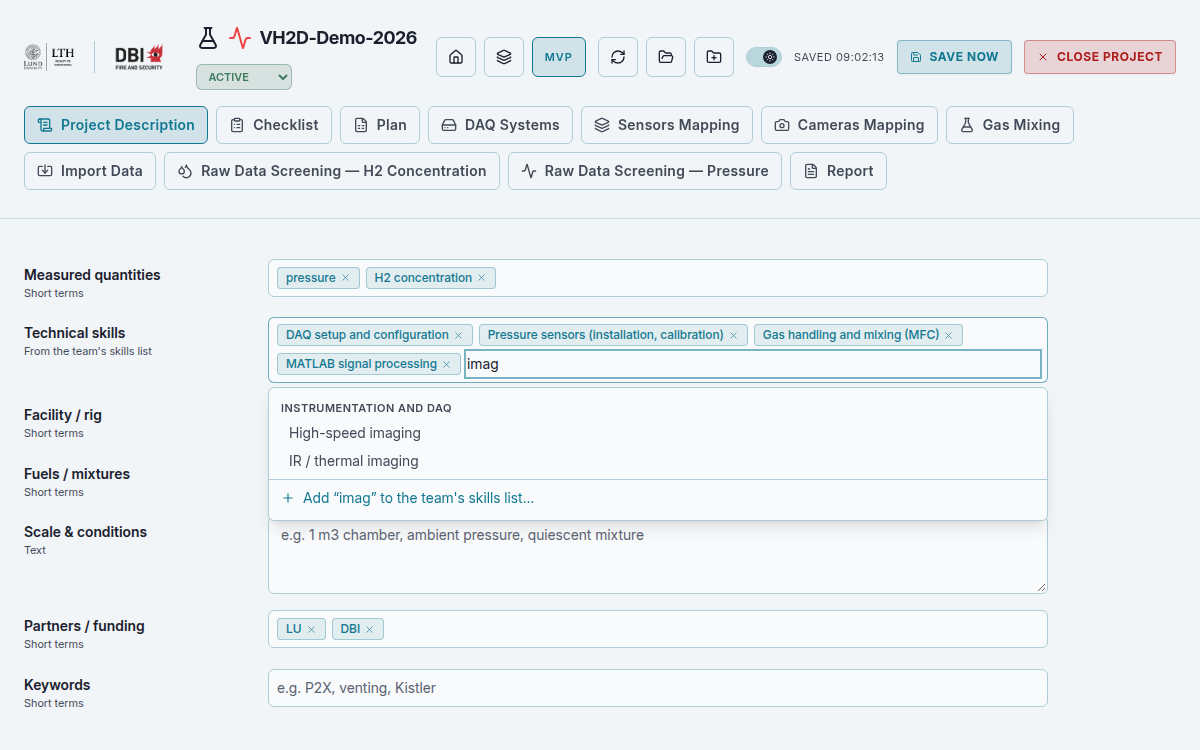 LUND
LTH
DBI
FIRE AND SECURITY
VH2D-Demo-2026
ACTIVE
MVP
SAVED 09:02:13
SAVE NOW
CLOSE PROJECT
Project Description
Checklist
Plan
DAQ Systems
Sensors Mapping
Cameras Mapping
Gas Mixing
Import Data
Raw Data Screening — H2 Concentration
Raw Data Screening — Pressure
Report
Measured quantities
Short terms
pressure
H2 concentration
Technical skills
From the team's skills list
DAQ setup and configuration
Pressure sensors (installation, calibration)
Gas handling and mixing (MFC)
MATLAB signal processing
imag
INSTRUMENTATION AND DAQ
High-speed imaging
IR / thermal imaging
+ Add “imag” to the team's skills list...
Facility / rig
Short terms
Fuels / mixtures
Short terms
Scale & conditions
Text
e.g. 1 m3 chamber, ambient pressure, quiescent mixture
Partners / funding
Short terms
LU
DBI
Keywords
Short terms
e.g. P2X, venting, Kistler